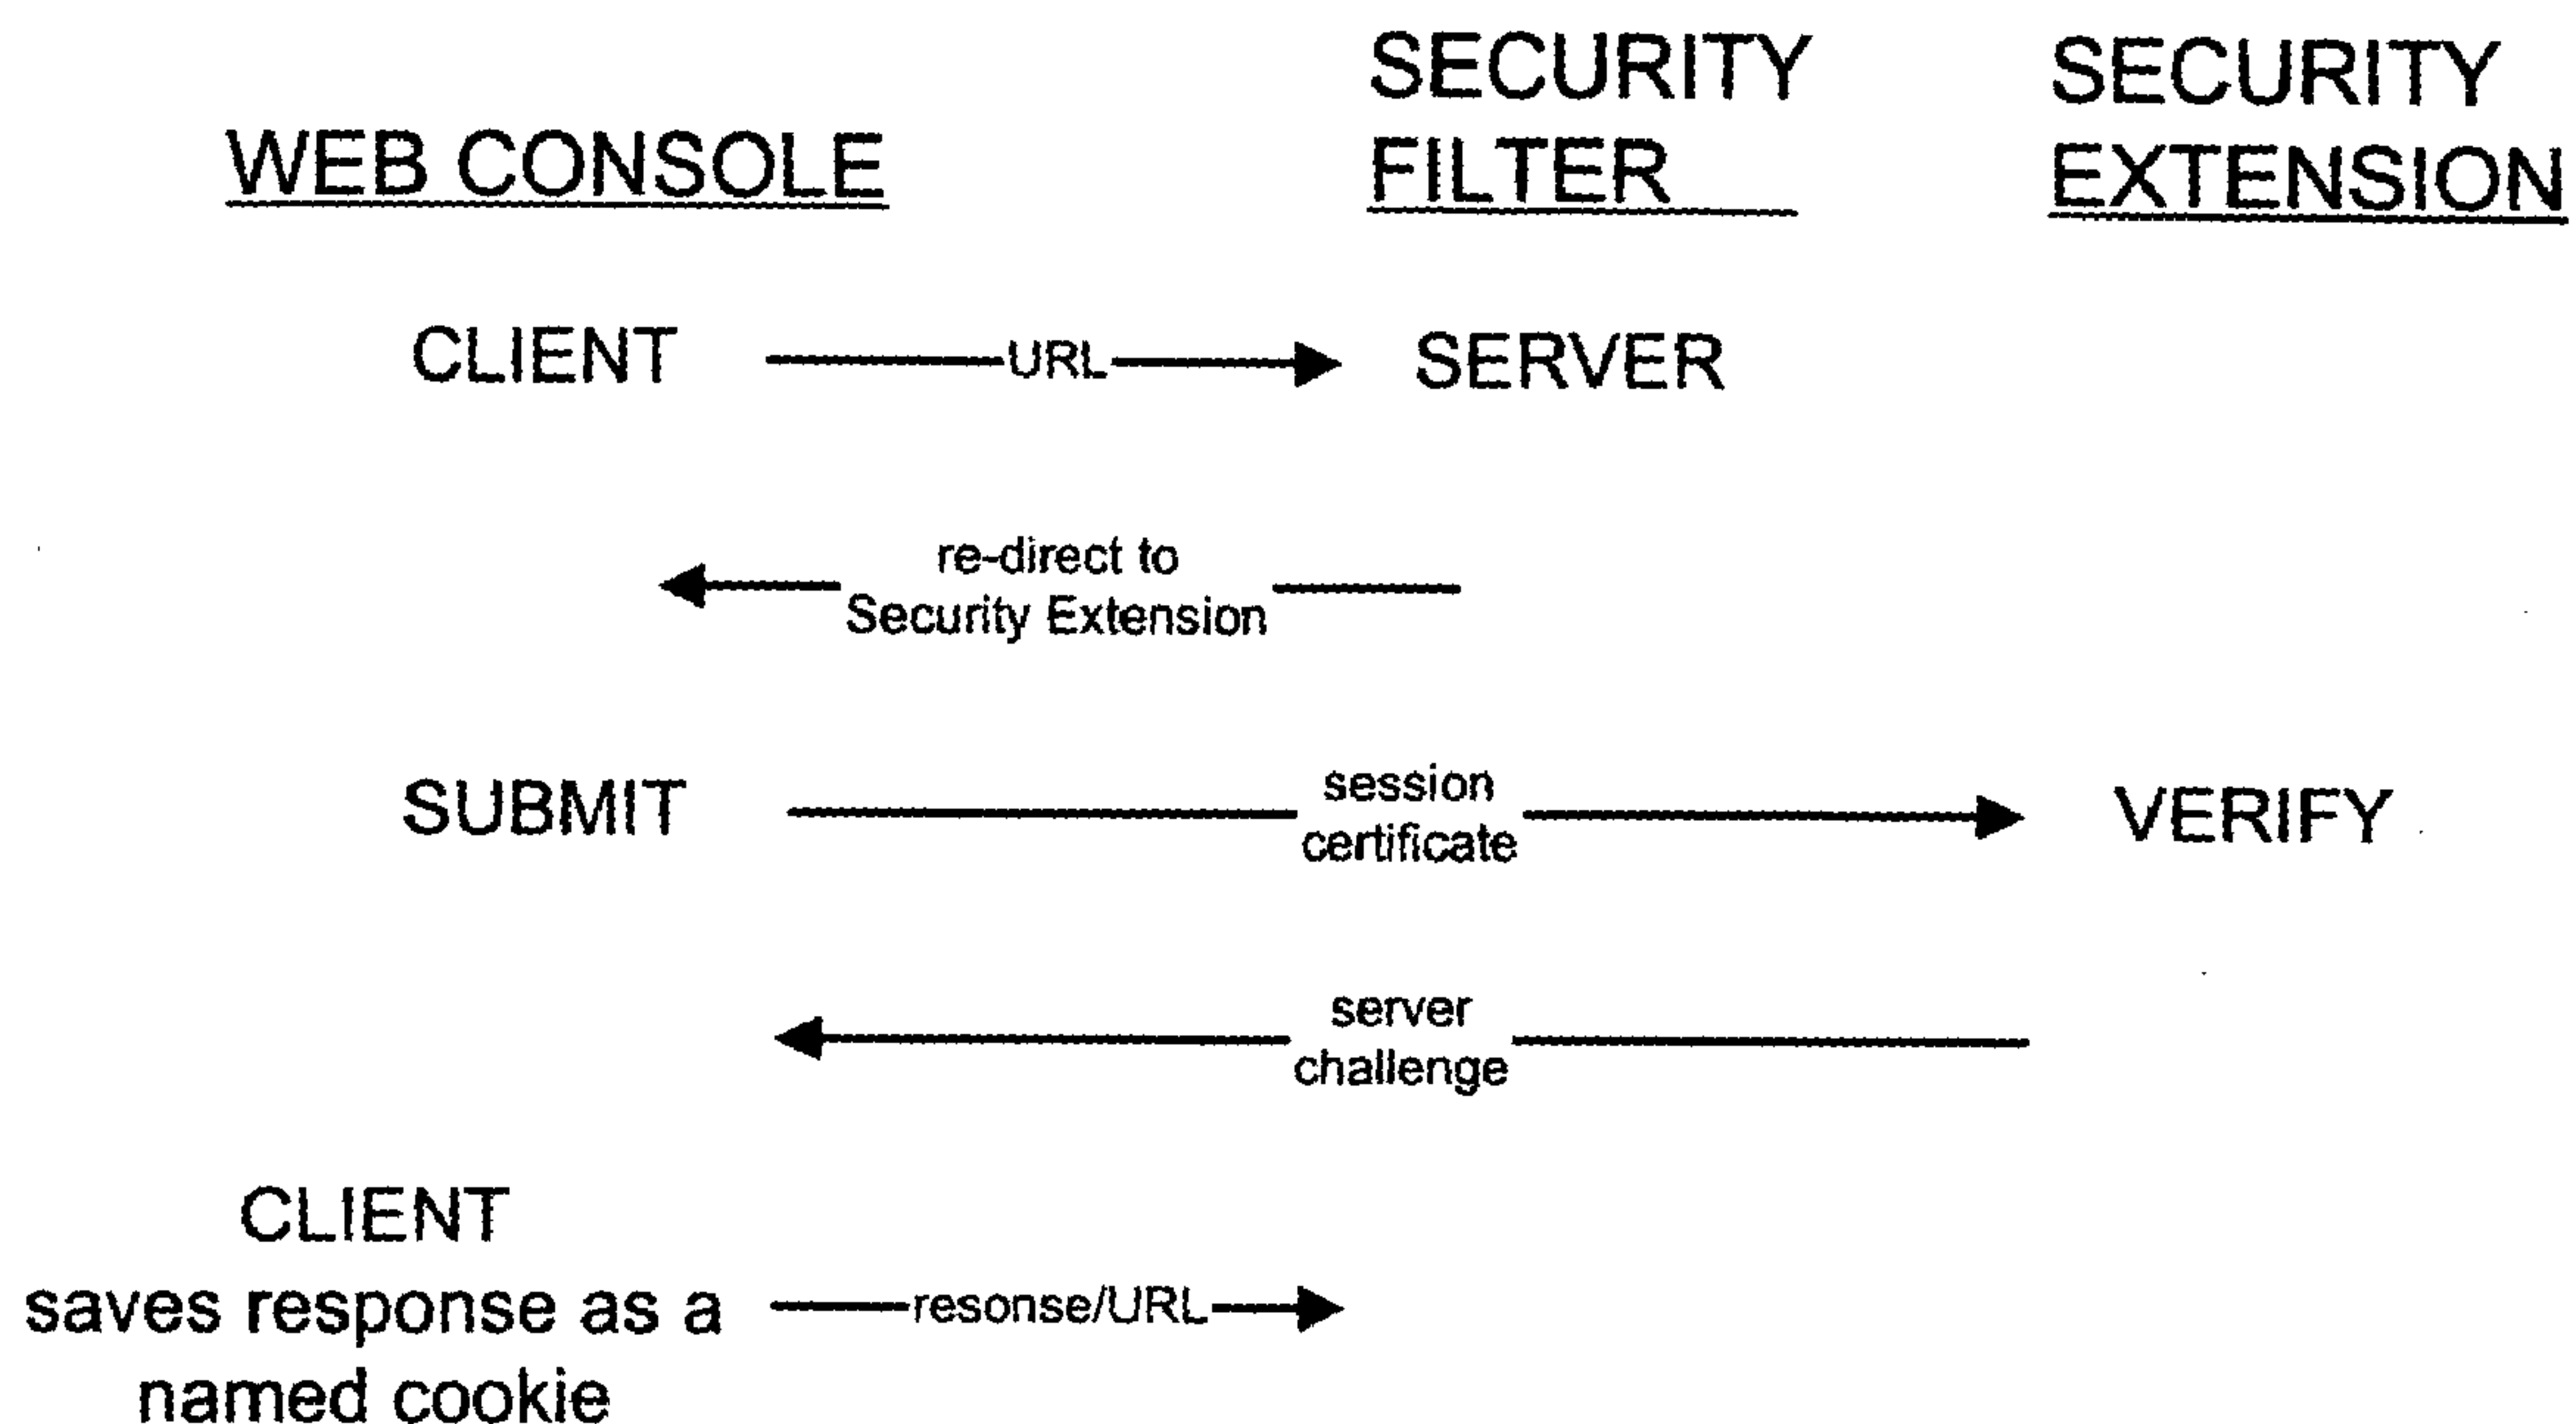 WEB CONSOLE
SECURITY
FILTER
SECURITY
EXTENSION
CLIENT
URL
SERVER
re-direct to
Security Extension
SUBMIT
session
certificate
VERIFY
server
challenge
CLIENT
saves response as a
named cookie
resonse/URL